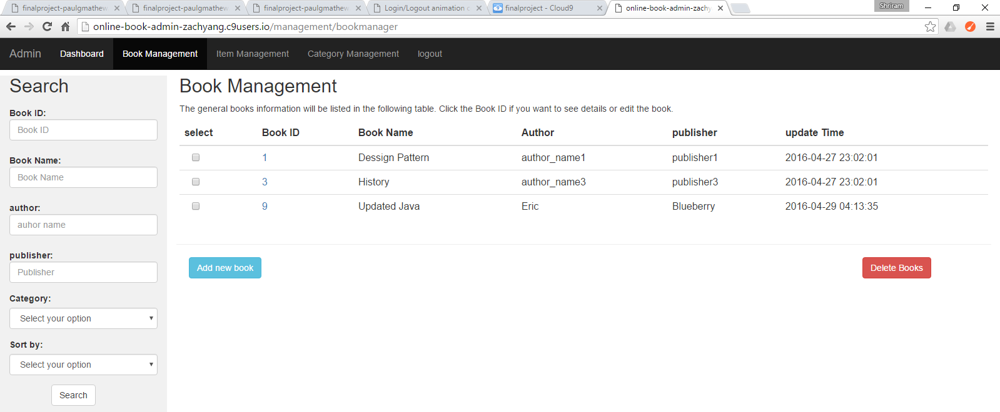 finalproject-paulgmathew
finalproject-paulgmathew
finalproject-paulgmathew
Login/Logout animation
finalproject - Cloud9
online-book-admin-zachy
Shriram
online-book-admin-zachyang.c9users.io/management/bookmanager
Admin Dashboard Book Management Item Management Category Management logout
Search
Book ID:
Book ID
Book Name:
Book Name
author:
auhor name
publisher:
Publisher
Category:
Select your option
Sort by:
Select your option
Search
Book Management
The general books information will be listed in the following table. Click the Book ID if you want to see details or edit the book.
select Book ID Book Name Author publisher update Time
1 Dessign Pattern author_name1 publisher1 2016-04-27 23:02:01
3 History author_name3 publisher3 2016-04-27 23:02:01
9 Updated Java Eric Blueberry 2016-04-29 04:13:35
Add new book Delete Books